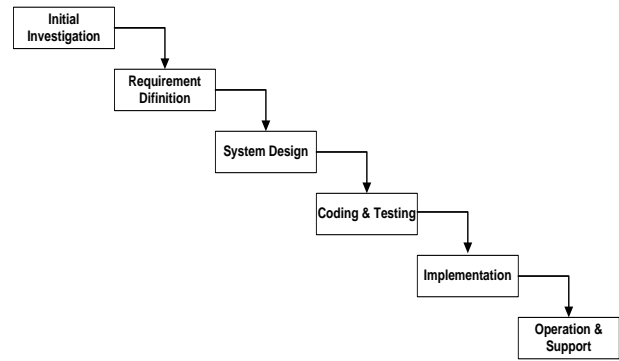 Initial
Investigation
Requirement
Difinition
System Design
Coding & Testing
Implementation
Operation &
Support